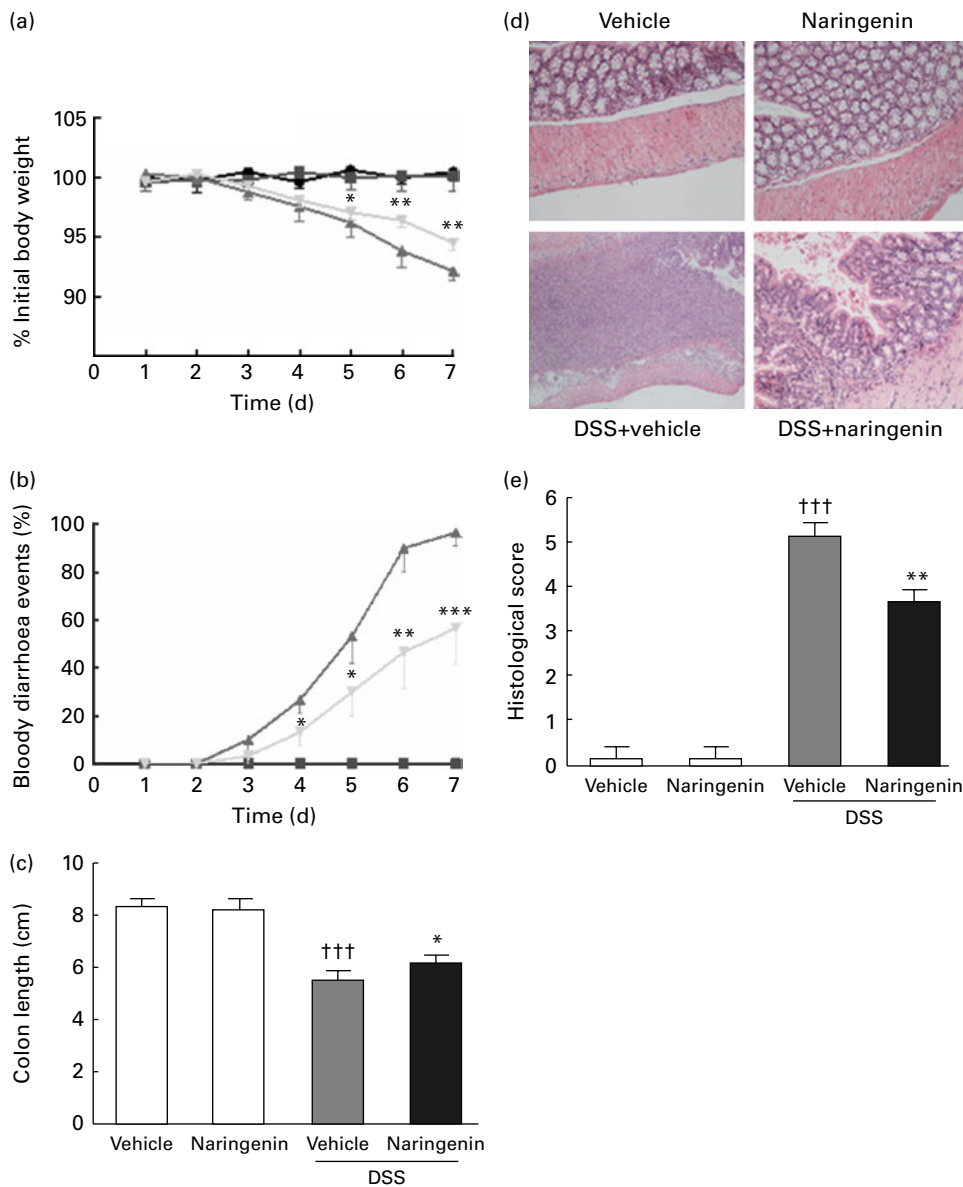 (a)
105
100
95
90
% Initial body weight
*
**
**
0 1 2 3 4 5 6 7
Time (d)
(b)
100
80
60
40
20
0
Bloody diarrhoea events (%)
*
*
**
***
0 1 2 3 4 5 6 7
Time (d)
(c)
10
8
6
4
2
0
Colon length (cm)
†††
*
Vehicle Naringenin Vehicle Naringenin
DSS
(d)
Vehicle Naringenin
DSS+vehicle DSS+naringenin
(e)
6
5
4
3
2
1
0
Histological score
†††
**
Vehicle Naringenin Vehicle Naringenin
DSS